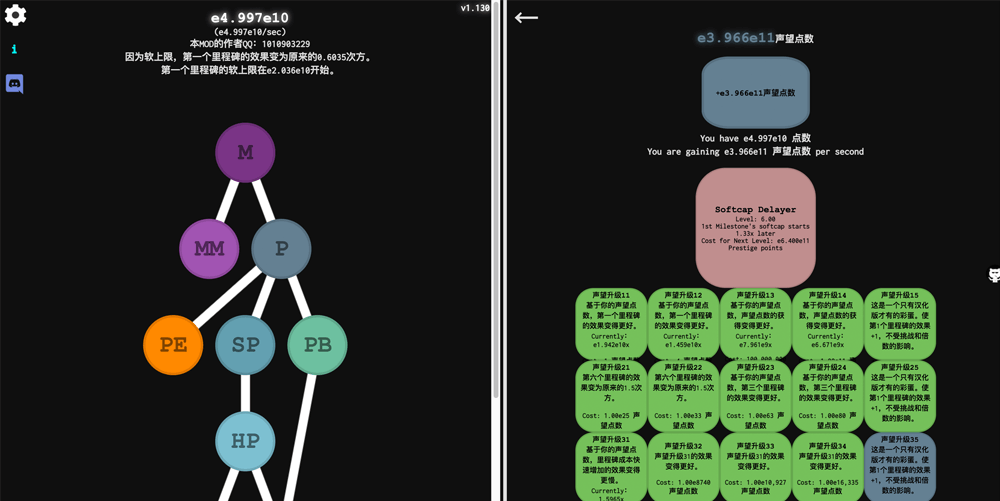 e4.997e10
(e4.997e10/sec)
本MOD的作者QQ：1010903229
因为软上限，第一个里程碑的效果变为原来的0.6035次方。
第一个里程碑的软上限在e2.036e10开始。
v1.130
i
M
MM
P
PE
SP
PB
HP
e3.966e11声望点数
+e3.966e11声望点数
You have e4.997e10 点数
You are gaining e3.966e11 声望点数 per second
Softcap Delayer
Level: 6.00
1st Milestone's softcap starts
1.33x later
Cost for Next Level: e6.400e11
Prestige points
声望升级11
基于你的声望点
数，第一个里程碑
的效果变得更好。
Currently:
e1.942e10x
声望升级12
基于你的声望点
数，第一个里程碑
的效果变得更好。
Currently:
e1.459e10x
声望升级13
基于你的声望点
数，声望点数的获
得变得更好。
Currently:
e7.961e9x
声望升级14
基于你的声望点
数，声望点数的获
得变得更好。
Currently:
e6.671e9x
声望升级15
这是一个只有汉化
版才有的彩蛋。使
第1个里程碑的效果
+1，不受挑战和倍
数的影响。
声望升级21
第六个里程碑的效
果变为原来的1.5次
方。
Cost: 1.00e25 声
望点数
声望升级22
第六个里程碑的效
果变为原来的1.5次
方。
Cost: 1.00e33 声
望点数
声望升级23
基于你的声望点
数，第三个里程碑
的效果变得更好。
Cost: 1.00e63 声
望点数
声望升级24
基于你的声望点
数，第三个里程碑
的效果变得更好。
Cost: 1.00e80 声
望点数
声望升级25
这是一个只有汉化
版才有的彩蛋。使
第1个里程碑的效果
+1，不受挑战和倍
数的影响。
声望升级31
基于你的声望点
数，里程碑成本快
速增加的效果变得
更慢。
Currently:
1.5965x
声望升级32
声望升级31的效果
变得更好。
Cost: 1.00e8740
声望点数
声望升级33
声望升级31的效果
变得更好。
Cost: 1.00e10,927
声望点数
声望升级34
声望升级31的效果
变得更好。
Cost: 1.00e16,335
声望点数
声望升级35
这是一个只有汉化
版才有的彩蛋。使
第1个里程碑的效果
+1，不受挑战和倍
数的影响。